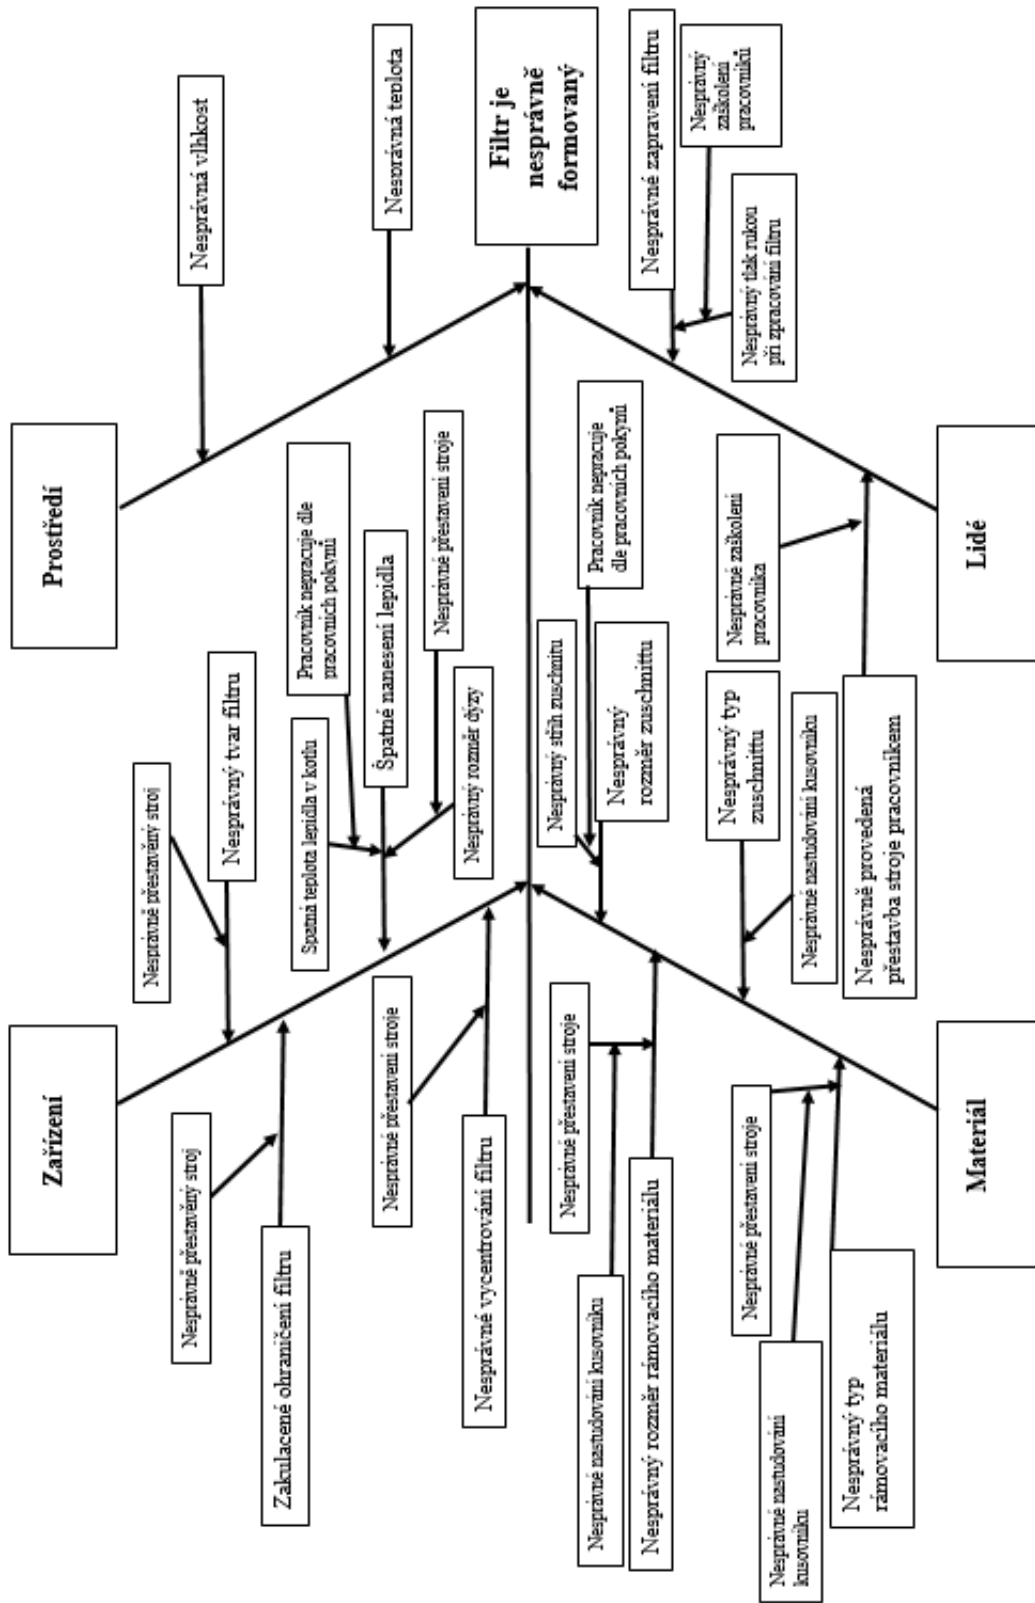 Zařízení
Prostředí
Nesprávně přestavěný stroj
Nesprávně přestavěný stroj
Nesprávná vlhkost
Zakulacené ohraničení filtru
Nesprávný tvar filtru
Špatná teplota lepidla v kotlu
Pracovník nepracuje dle
pracovních pokynů
Nesprávná teplota
Nesprávné přestavení stroje
Špatné nanesení lepidla
Nesprávné vycentrování filtru
Nesprávný rozměr dýzy
Nesprávné přestavení stroje
Filtr je
nesprávně
formovaný
Nesprávné přestavení stroje
Nesprávný střih zuschnitu
Pracovník nepracuje
dle pracovních pokynů
Nesprávné nastudování kusovníku
Nesprávný
rozměr zuschnittu
Nesprávný rozměr rámovacího materiálu
Nesprávné zapravení filtru
Nesprávný
zaškolení
pracovníků
Nesprávné přestavení stroje
Nesprávný typ
zuschnittu
Nesprávné zaškolení
pracovníka
Nesprávný tlak rukou
při zpracování filtru
Nesprávné nastudování
kusovníku
Nesprávné nastudování kusovníku
Nesprávný typ
rámovacího materiálu
Nesprávně provedená
přestavba stroje pracovníkem
Materiál
Lidé